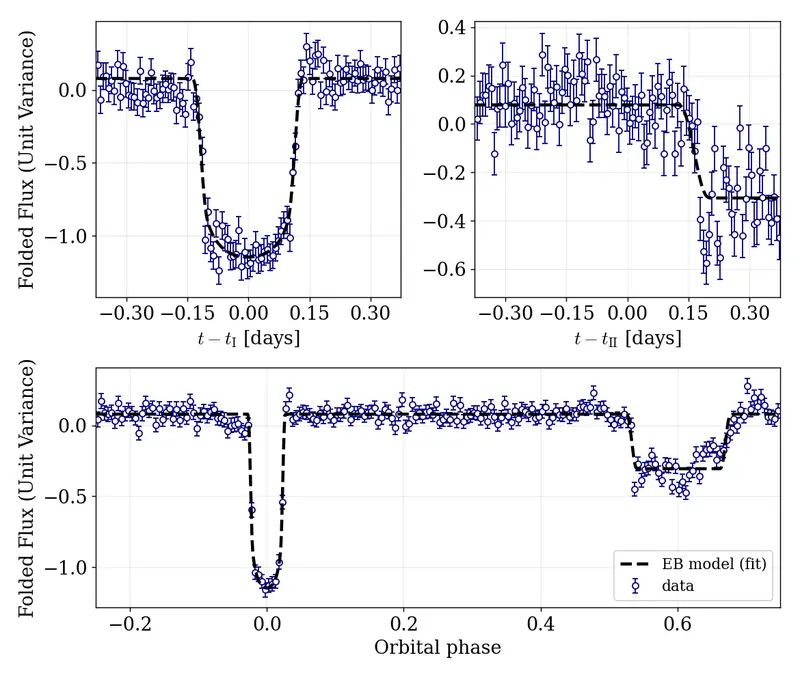 Folded Flux (Unit Variance)
0.0
−0.5
−1.0
−0.30 −0.15 0.00 0.15 0.30
t − t_I [days]
0.4
0.2
0.0
−0.2
−0.4
−0.6
−0.30 −0.15 0.00 0.15 0.30
t − t_II [days]
Folded Flux (Unit Variance)
0.0
−0.5
−1.0
EB model (fit)
data
−0.2 0.0 0.2 0.4 0.6
Orbital phase